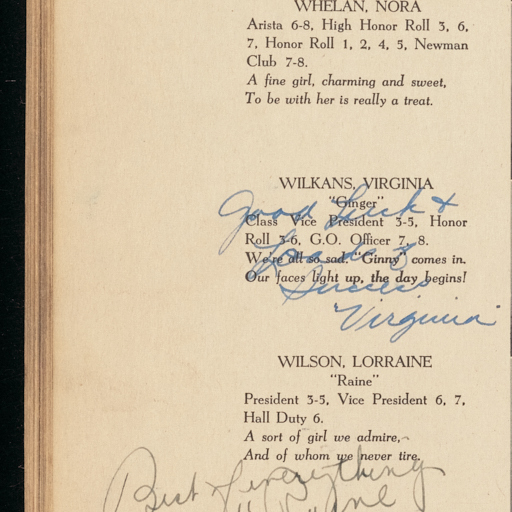 WHELAN, NORA
Arista 6-8, High Honor Roll 3, 6,
7, Honor Roll 1, 2, 4, 5, Newman
Club 7-8.
A fine girl, charming and sweet,
To be with her is really a treat.
WILKANS, VIRGINIA
"Ginger"
Good Luck &
Class Vice President 3-5, Honor
Roll 3-6, G.O. Officer 7, 8.
Loads of
We're all so sad. "Ginny" comes in.
Our faces light up, the day begins!
Success
"Virginia"
WILSON, LORRAINE
"Raine"
President 3-5, Vice President 6, 7,
Hall Duty 6.
A sort of girl we admire,
And of whom we never tire.
Best of everything